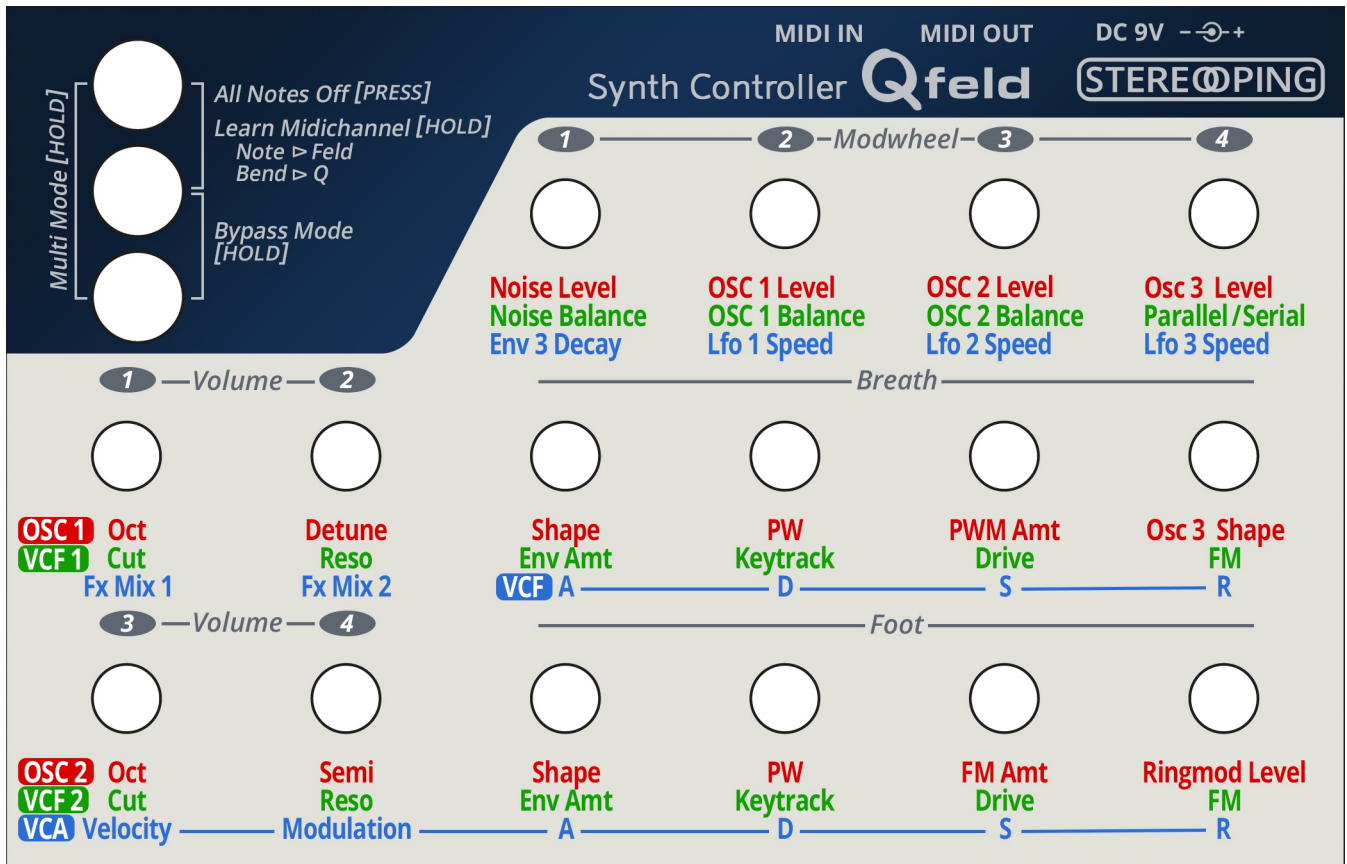 MIDI IN MIDI OUT DC 9V - +
Synth Controller Qfeld STEREOPING
Multi Mode [HOLD]
All Notes Off [PRESS]
Learn Midichannel [HOLD]
Note ▷ Feld
Bend ▷ Q
Bypass Mode
[HOLD]
1 2 Modwheel 3 4
Noise Level OSC 1 Level OSC 2 Level Osc 3 Level
Noise Balance OSC 1 Balance OSC 2 Balance Parallel / Serial
Env 3 Decay Lfo 1 Speed Lfo 2 Speed Lfo 3 Speed
1 Volume 2 Breath
OSC 1 Oct Detune Shape PW PWM Amt Osc 3 Shape
VCF 1 Cut Reso Env Amt Keytrack Drive FM
Fx Mix 1 Fx Mix 2 VCF A D S R
3 Volume 4 Foot
OSC 2 Oct Semi Shape PW FM Amt Ringmod Level
VCF 2 Cut Reso Env Amt Keytrack Drive FM
VCA Velocity Modulation A D S R